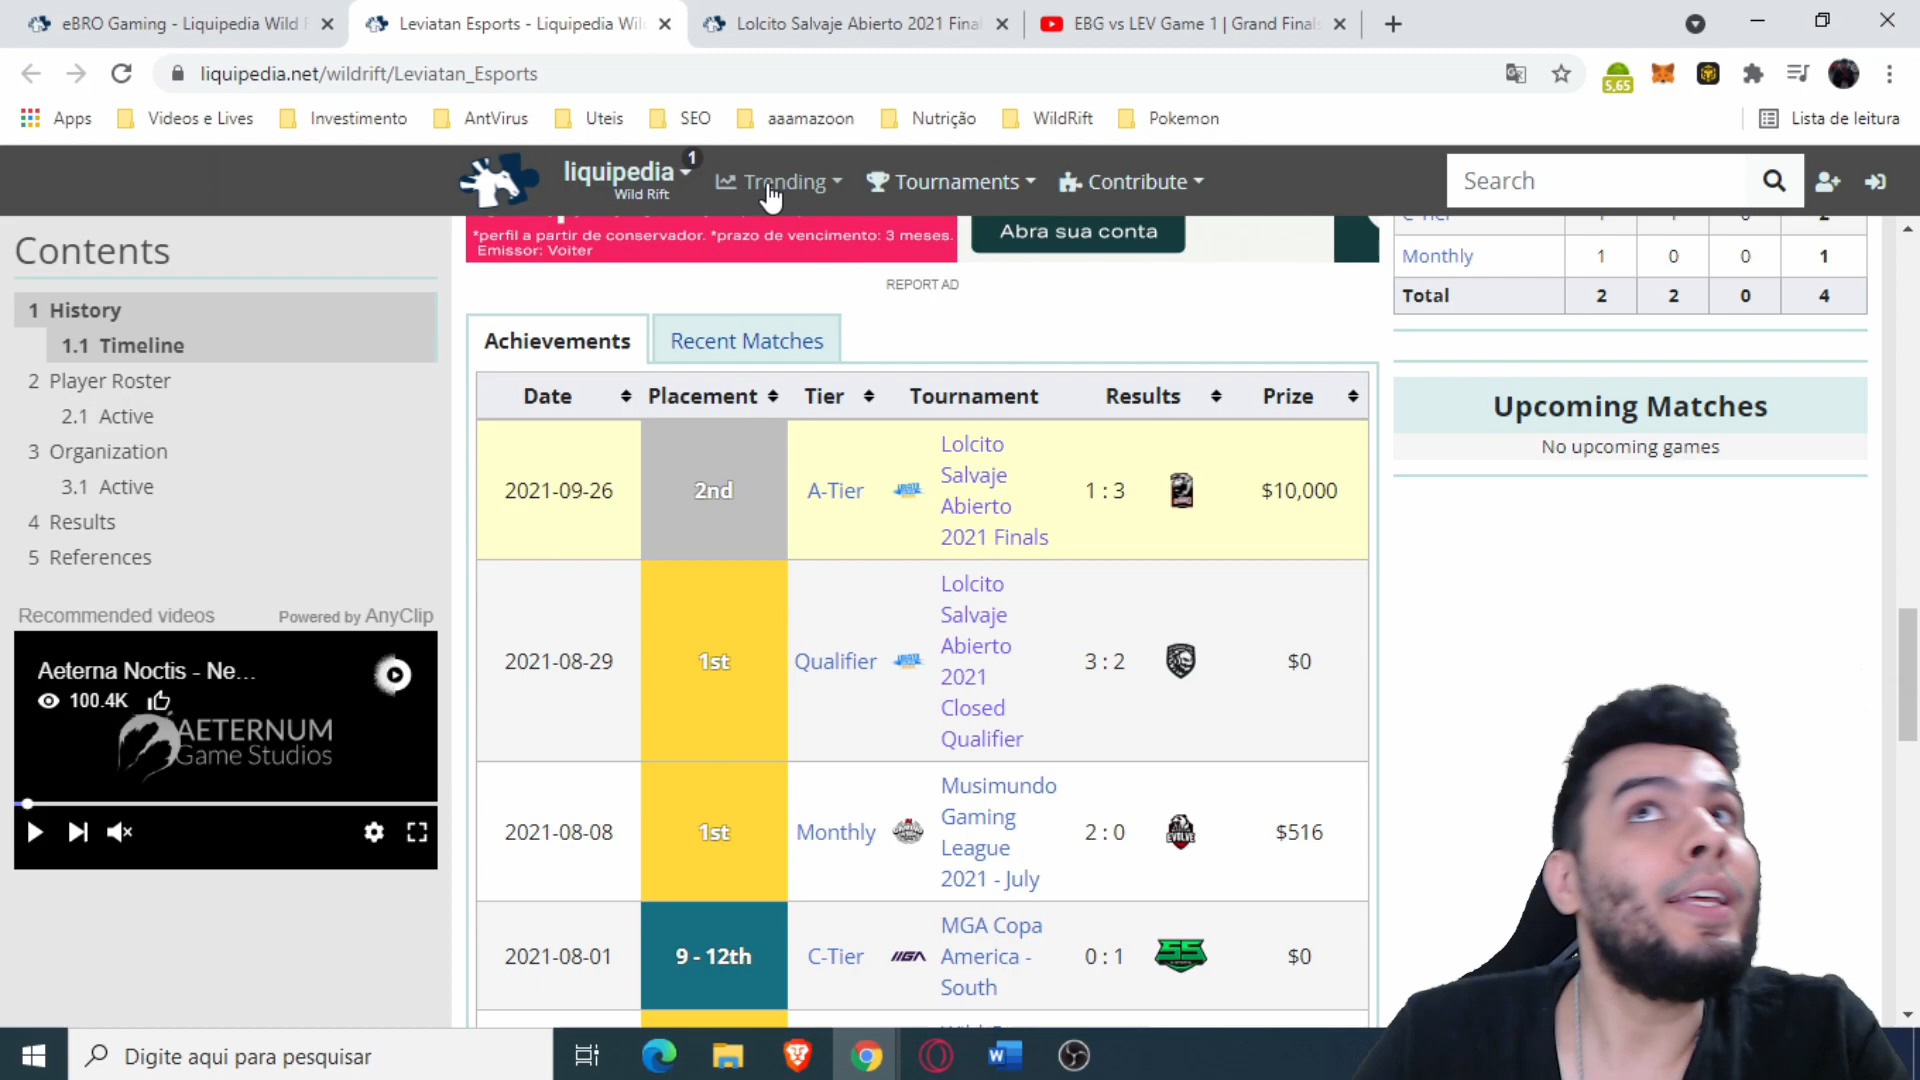 eBRO Gaming - Liquipedia Wild
Leviatan Esports - Liquipedia Wil
Lolcito Salvaje Abierto 2021 Fina
EBG vs LEV Game 1 | Grand Finals
liquipedia.net/wildrift/Leviatan_Esports
5,65
Apps
Videos e Lives
Investimento
AntVirus
Uteis
SEO
aaamazoon
Nutrição
WildRift
Pokemon
Lista de leitura
liquipedia
Wild Rift
1
Trending
Tournaments
Contribute
Search
Contents
1 History
1.1 Timeline
2 Player Roster
2.1 Active
3 Organization
3.1 Active
4 Results
5 References
Recommended videos
Powered by AnyClip
Aeterna Noctis - Ne...
100.4K
AETERNUM
Game Studios
*perfil a partir de conservador. *prazo de vencimento: 3 meses.
Emissor: Voiter
Abra sua conta
REPORT AD
Achievements
Recent Matches
Date Placement Tier Tournament Results Prize
2021-09-26 2nd A-Tier Lolcito Salvaje Abierto 2021 Finals 1 : 3 $10,000
2021-08-29 1st Qualifier Lolcito Salvaje Abierto 2021 Closed Qualifier 3 : 2 $0
2021-08-08 1st Monthly Musimundo Gaming League 2021 - July 2 : 0 EVOLVE $516
2021-08-01 9 - 12th C-Tier MGA Copa America - South 0 : 1 $0
C-Tier
Monthly 1 0 0 1
Total 2 2 0 4
Upcoming Matches
No upcoming games
Digite aqui para pesquisar